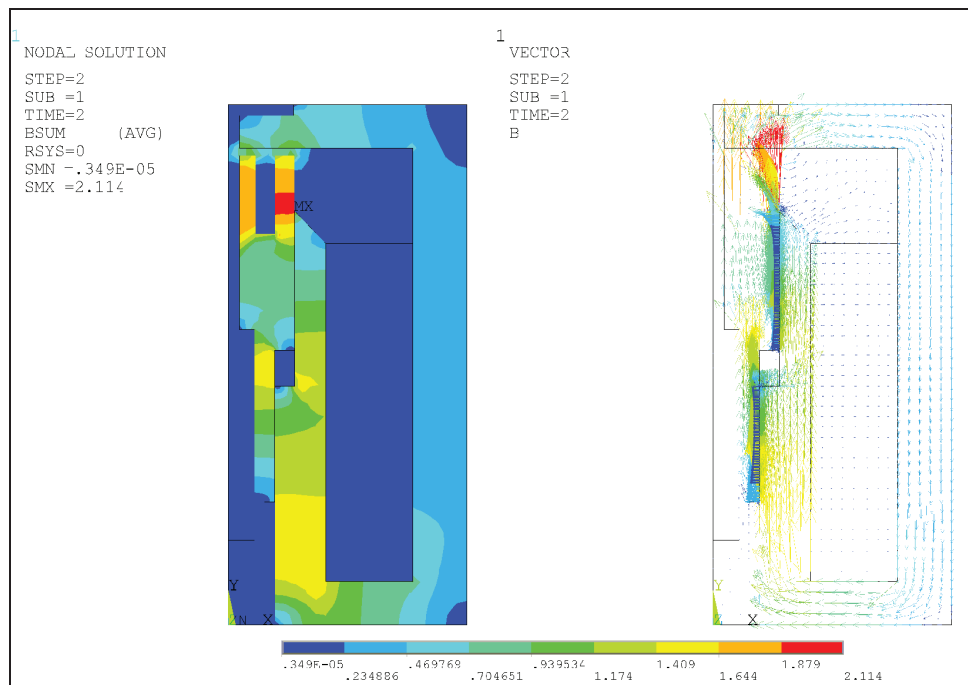 1
NODAL SOLUTION
STEP=2
SUB =1
TIME=2
BSUM (AVG)
RSYS=0
SMN =.349E-05
SMX =2.114
MX
Y
X
1
VECTOR
STEP=2
SUB =1
TIME=2
B
Y
X
.349E-05 .469769 .939534 1.409 1.879
.234886 .704651 1.174 1.644 2.114